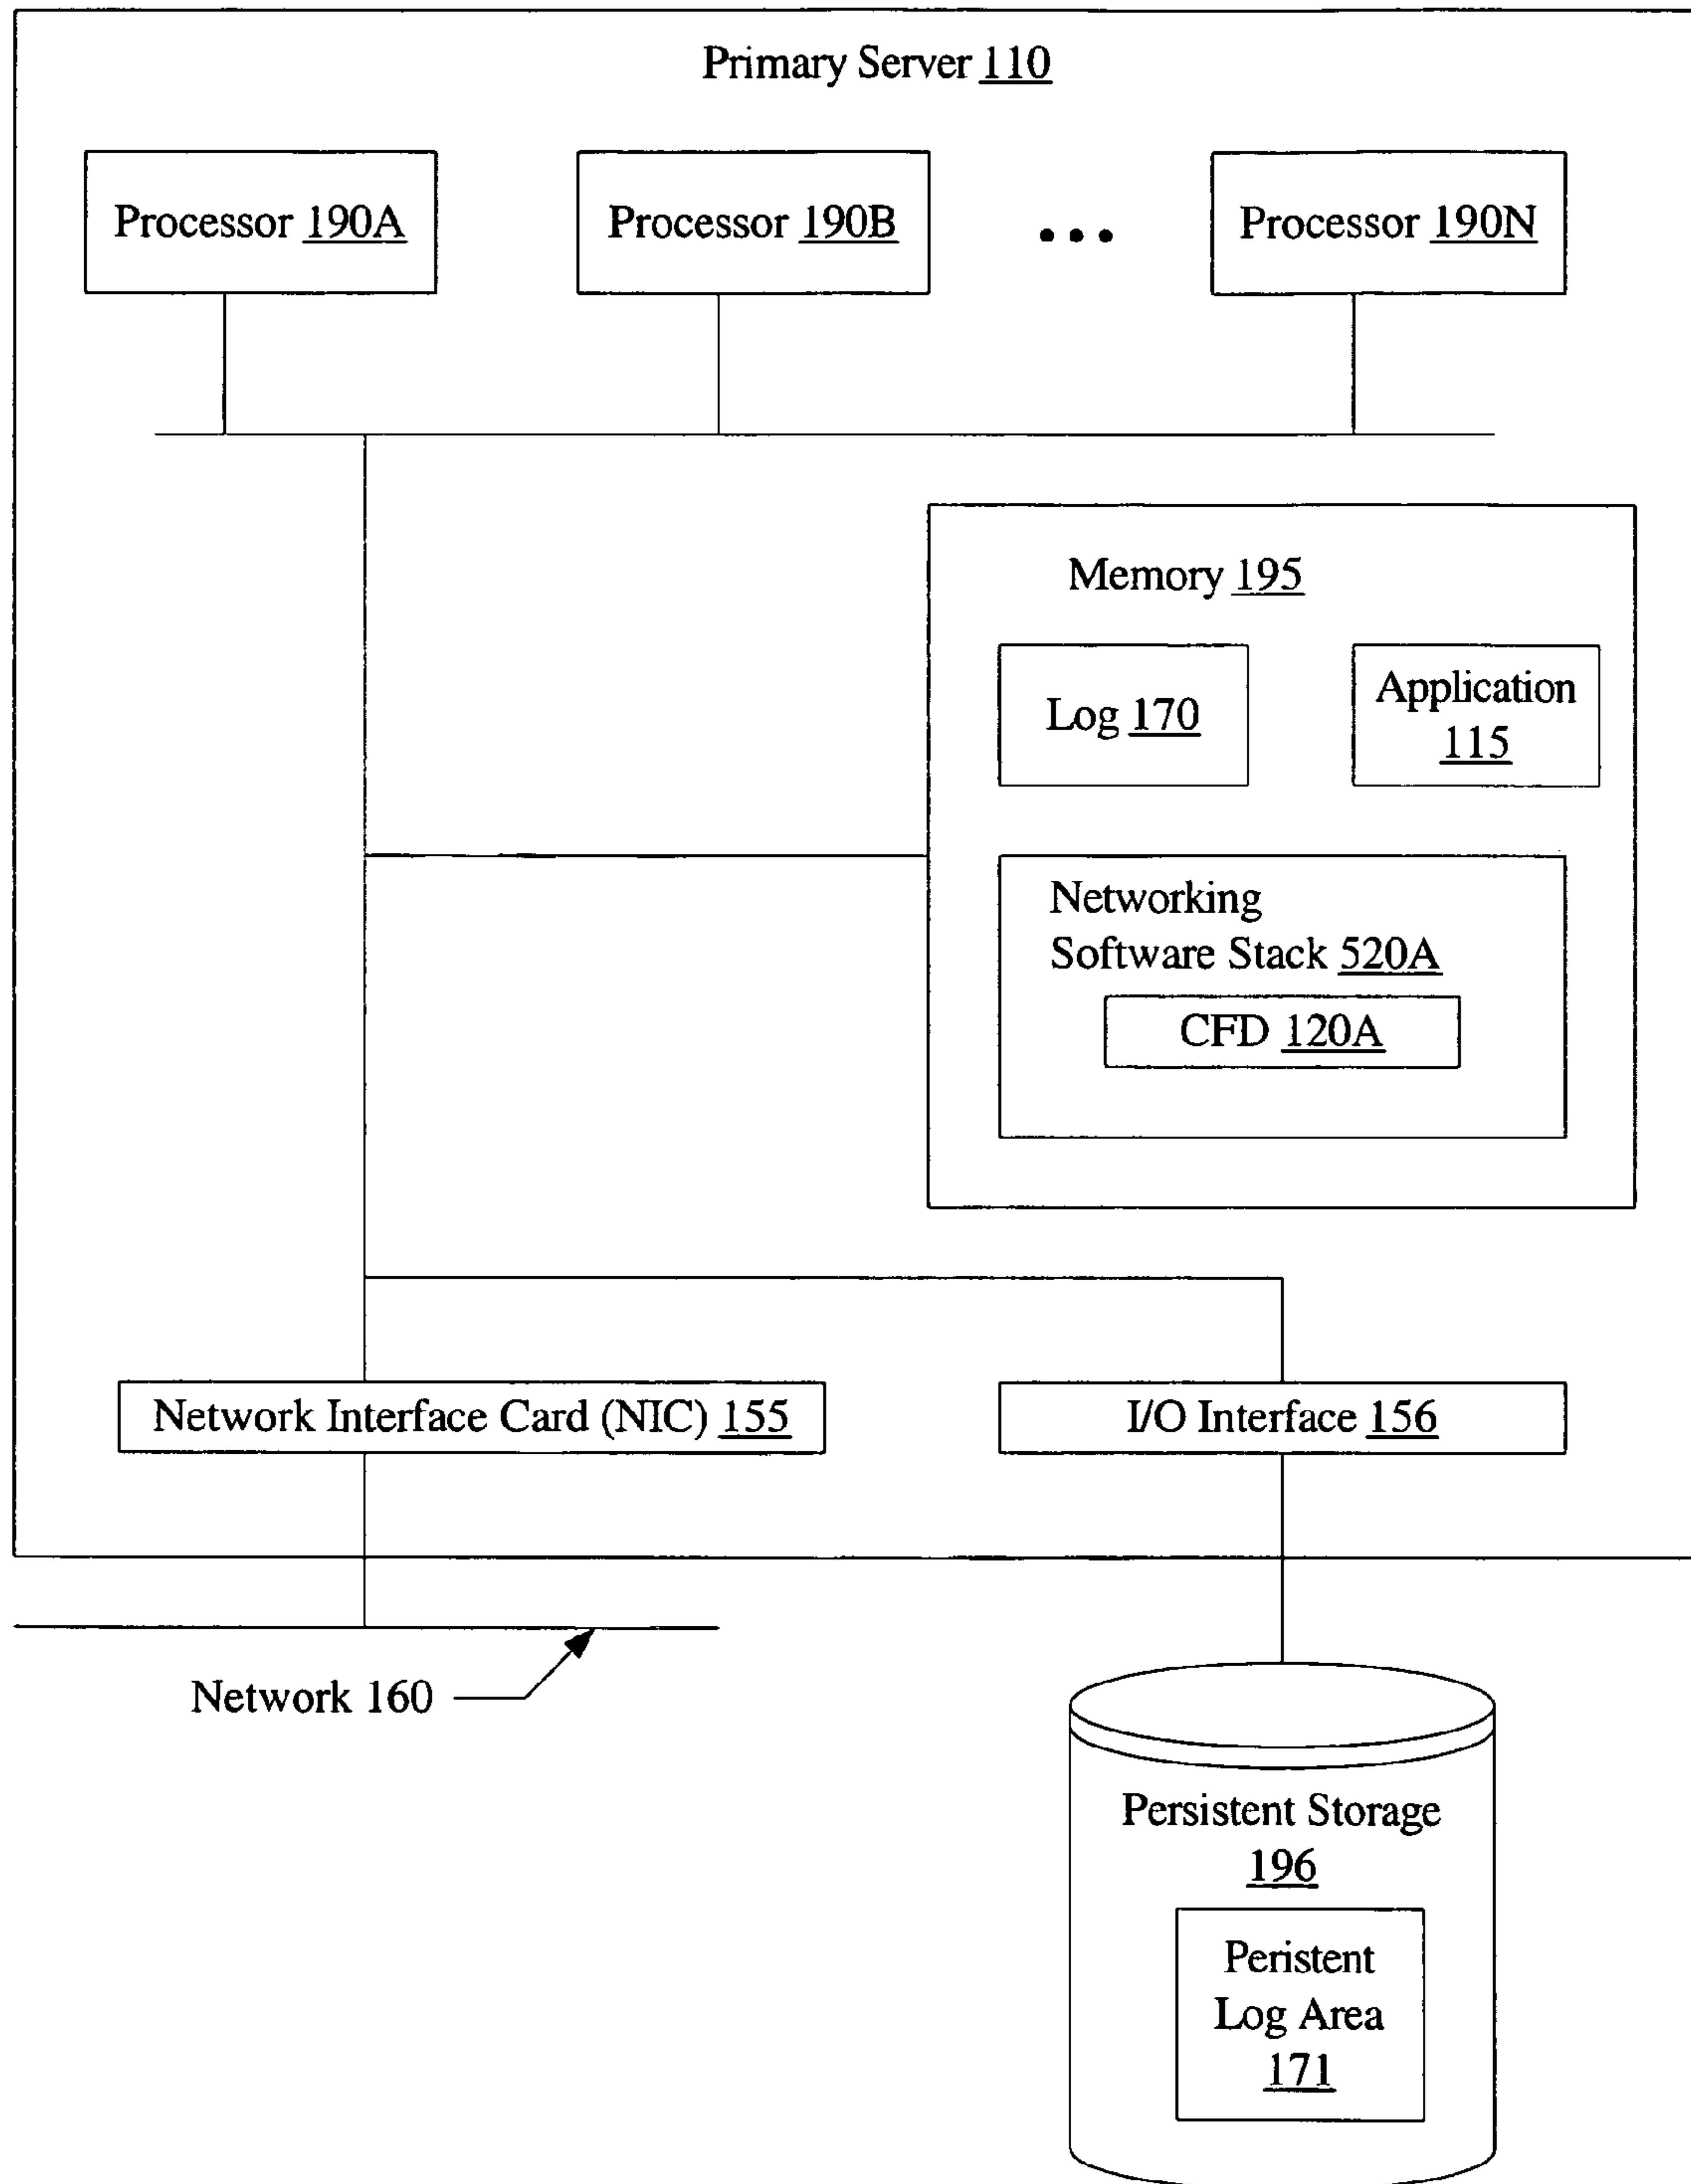 Primary Server 110
Processor 190A
Processor 190B
• • •
Processor 190N
Memory 195
Log 170
Application
115
Networking
Software Stack 520A
CFD 120A
Network Interface Card (NIC) 155
I/O Interface 156
Network 160
Persistent Storage
196
Peristent
Log Area
171